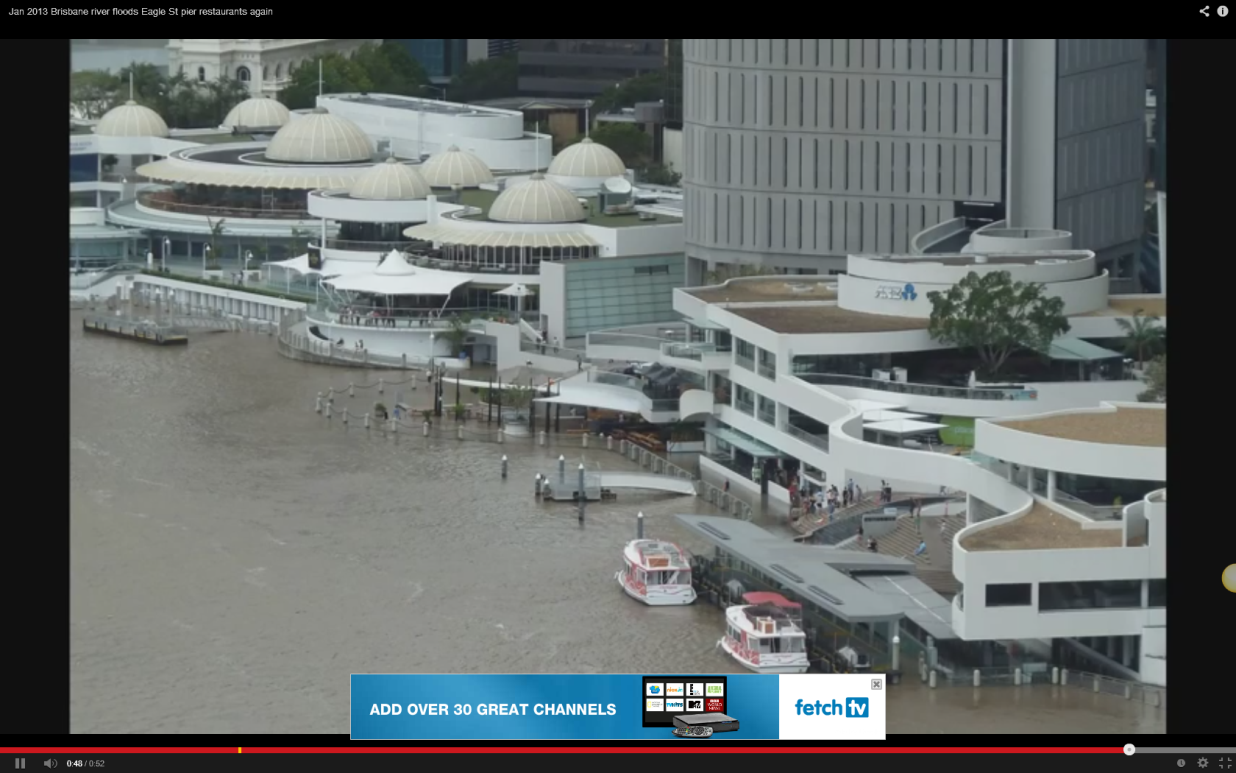 Jan 2013 Brisbane river floods Eagle St pier restaurants again
ANZ
ADD OVER 30 GREAT CHANNELS
fetch tv
0:48 / 0:52